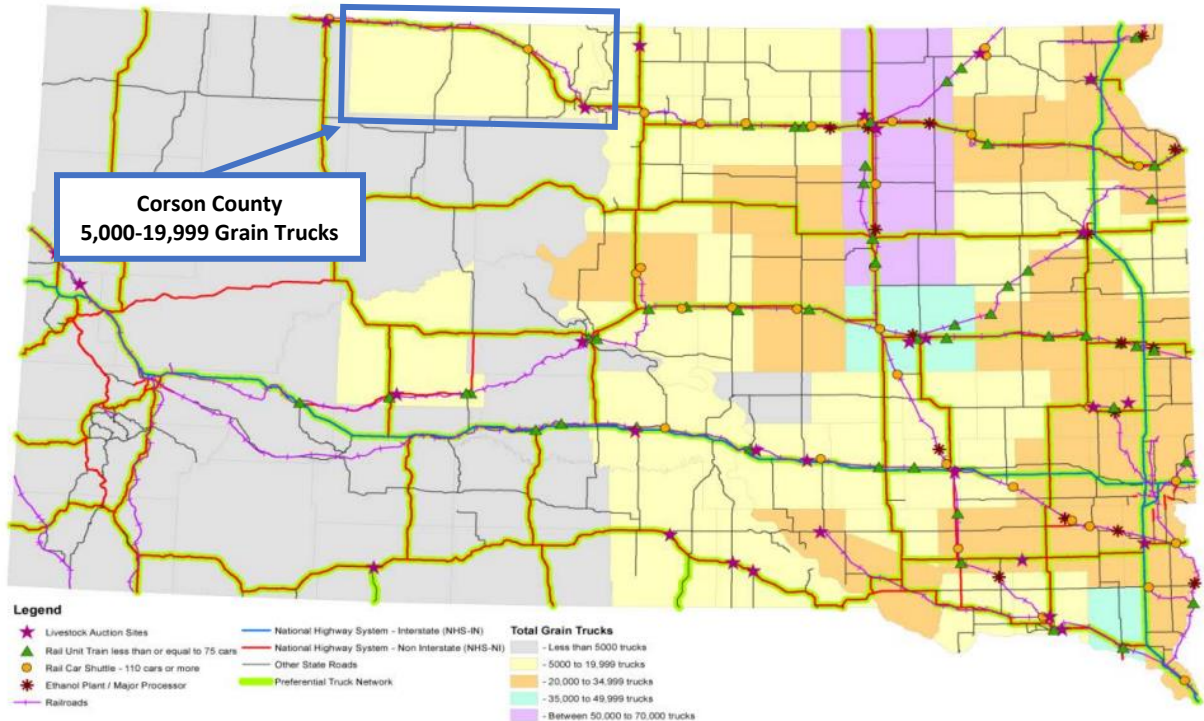 Corson County
5,000-19,999 Grain Trucks
Legend
Livestock Auction Sites
Rail Unit Train less than or equal to 75 cars
Rail Car Shuttle - 110 cars or more
Ethanol Plant / Major Processor
Railroads
National Highway System - Interstate (NHS-IN)
National Highway System - Non Interstate (NHS-NI)
Other State Roads
Preferential Truck Network
Total Grain Trucks
- Less than 5000 trucks
- 5000 to 19,999 trucks
- 20,000 to 34,999 trucks
- 35,000 to 49,999 trucks
- Between 50,000 to 70,000 trucks